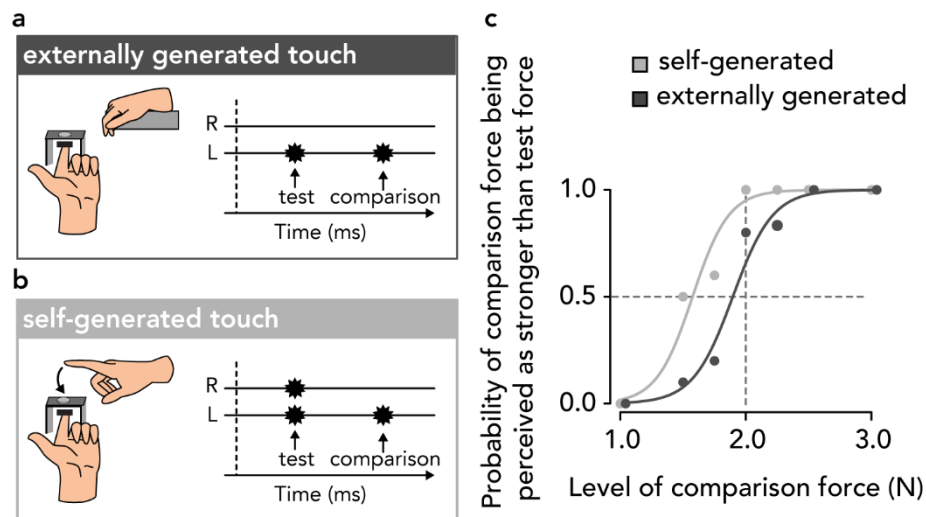 a
externally generated touch
R
L
test
comparison
Time (ms)
b
self-generated touch
R
L
test
comparison
Time (ms)
c
self-generated
externally generated
Probability of comparison force being
perceived as stronger than test force
1.0
0.5
0.0
1.0
2.0
3.0
Level of comparison force (N)